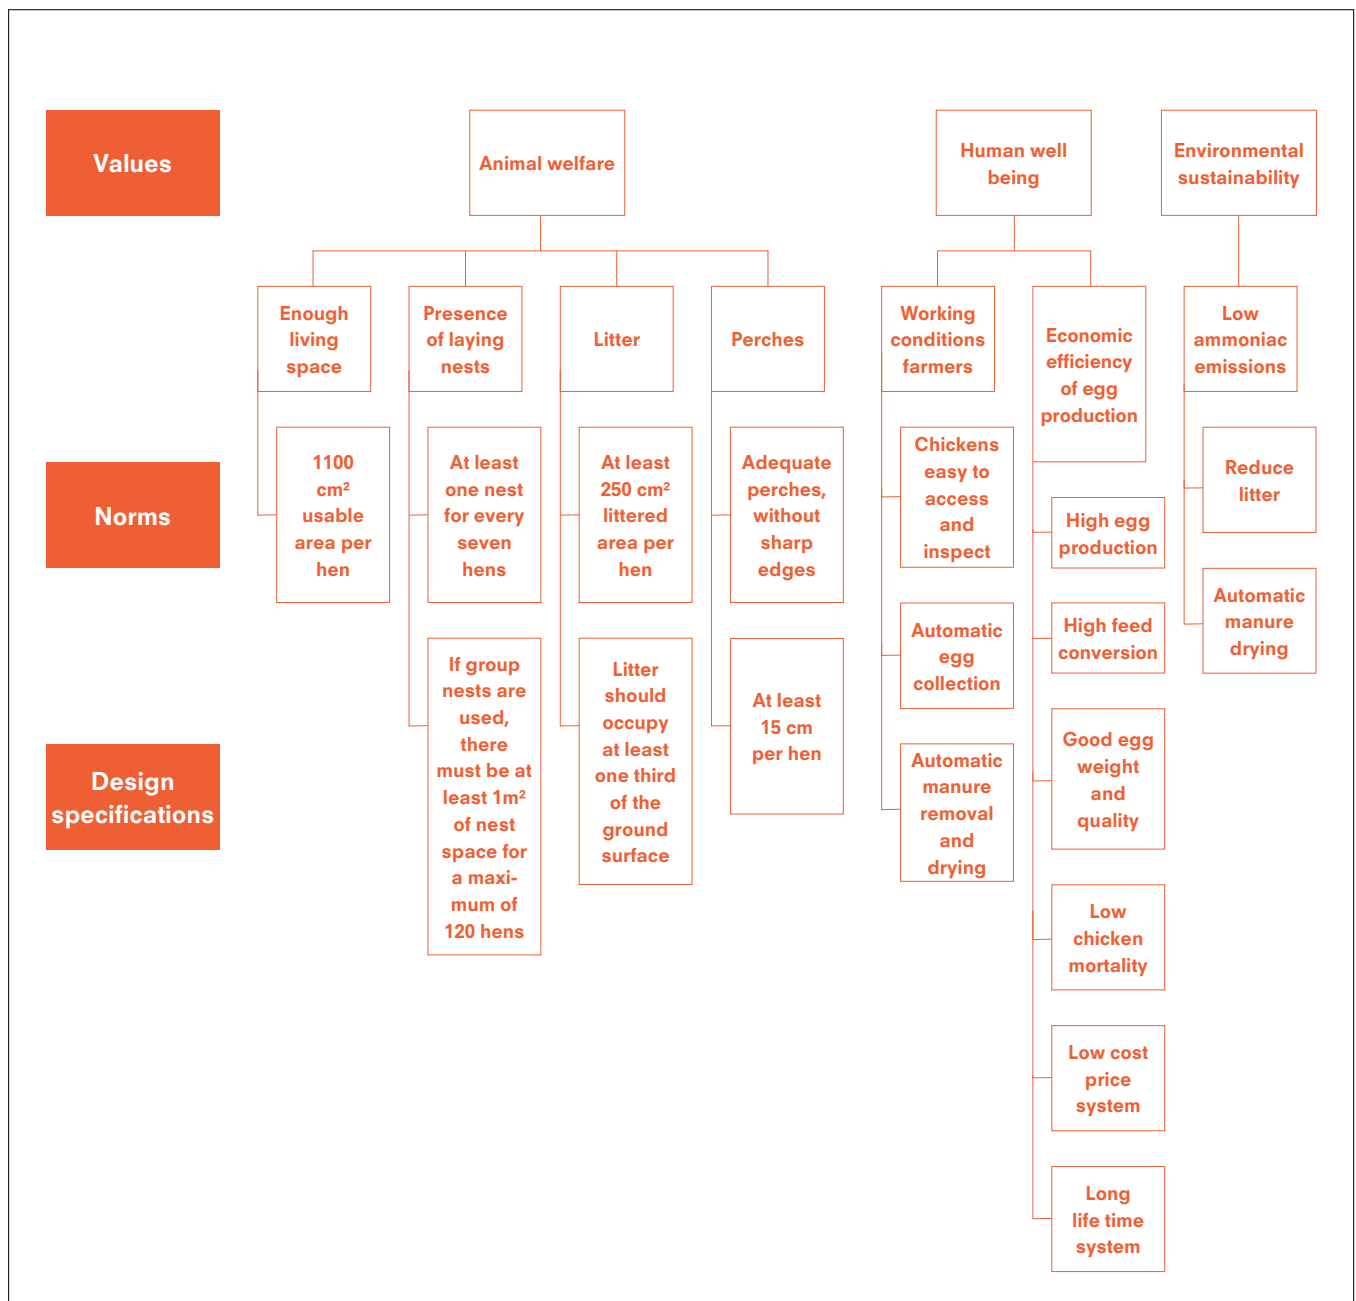 Values
Animal welfare
Human well
being
Environmental
sustainability
Enough
living
space
Presence
of laying
nests
Litter
Perches
Working
conditions
farmers
Economic
efficiency
of egg
production
Low
ammoniac
emissions
Norms
1100
cm²
usable
area per
hen
At least
one nest
for every
seven
hens
At least
250 cm²
littered
area per
hen
Adequate
perches,
without
sharp
edges
Chickens
easy to
access
and
inspect
High egg
production
Reduce
litter
Automatic
egg
collection
High feed
conversion
Automatic
manure
drying
Design
specifications
If group
nests are
used,
there
must be at
least 1m²
of nest
space for
a maxi-
mum of
120 hens
Litter
should
occupy
at least
one third
of the
ground
surface
At least
15 cm
per hen
Automatic
manure
removal
and
drying
Good egg
weight
and
quality
Low
chicken
mortality
Low cost
price
system
Long
life time
system